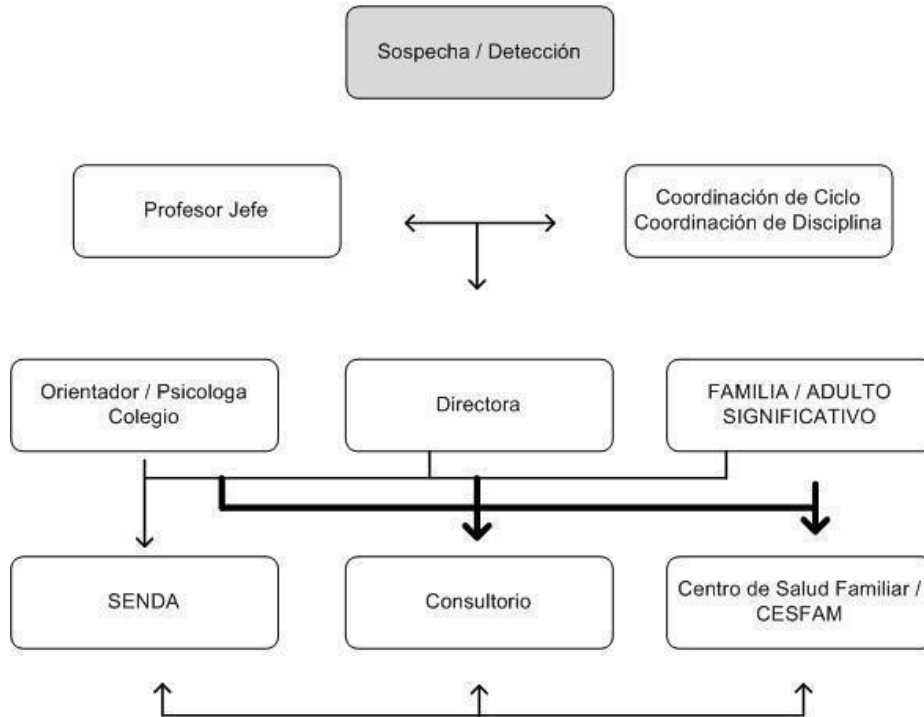 Sospecha / Detección
Profesor Jefe
Coordinación de Ciclo
Coordinación de Disciplina
Orientador / Psicologa
Colegio
Directora
FAMILIA / ADULTO
SIGNIFICATIVO
SENDA
Consultorio
Centro de Salud Familiar /
CESFAM